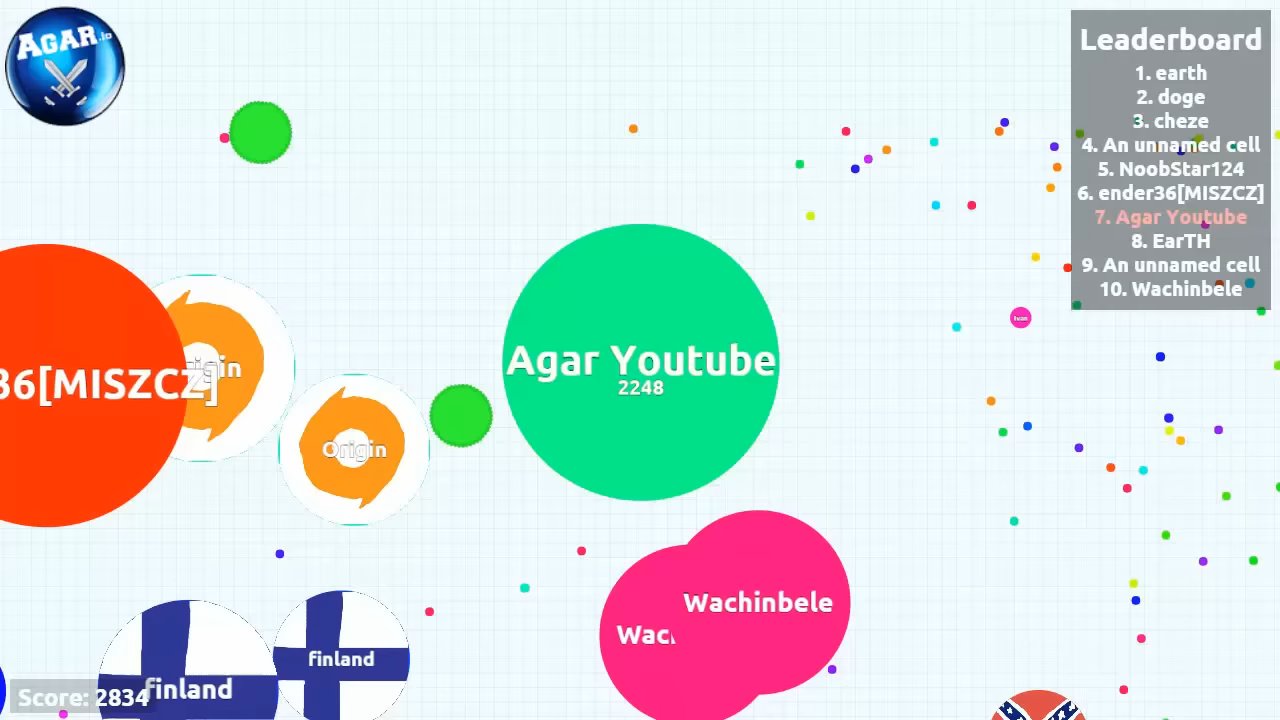 AGAR.io
Leaderboard
1. earth
2. doge
3. cheze
4. An unnamed cell
5. NoobStar124
6. ender36[MISZCZ]
7. Agar Youtube
8. EarTH
9. An unnamed cell
10. Wachinbele
36[MISZCZ]
Origin
Agar Youtube
2248
Origin
Wachinbele
Wac
finland
finland
Score: 2834